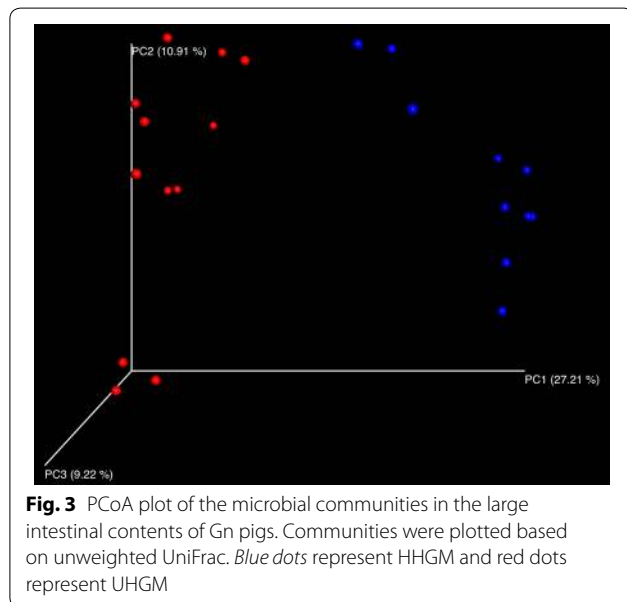 PC2 (10.91 %)
PC1 (27.21 %)
PC3 (9.22 %)
Fig. 3 PCoA plot of the microbial communities in the large
intestinal contents of Gn pigs. Communities were plotted based
on unweighted UniFrac. Blue dots represent HHGM and red dots
represent UHGM